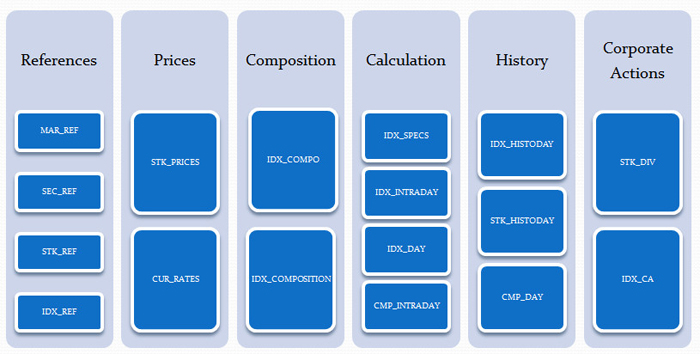 References
MAR_REF
SEC_REF
STK_REF
IDX_REF
Prices
STK_PRICES
CUR_RATES
Composition
IDX_COMPO
IDX_COMPOSITION
Calculation
IDX_SPECS
IDX_INTRADAY
IDX_DAY
CMP_INTRADAY
History
IDX_HISTODAY
STK_HISTODAY
CMP_DAY
Corporate
Actions
STK_DIV
IDX_CA